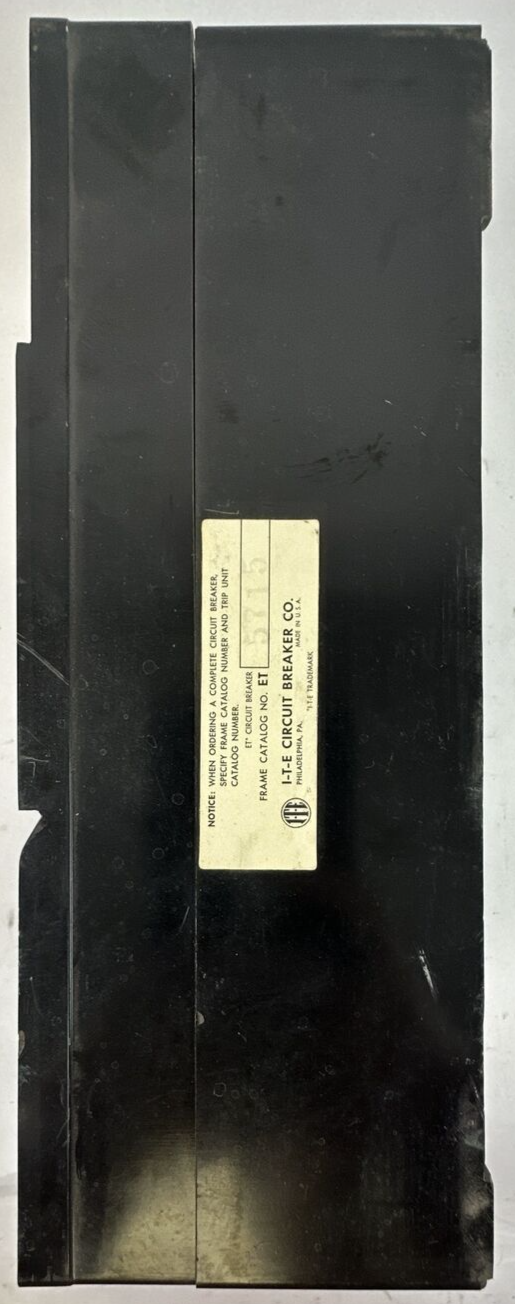 NOTICE: WHEN ORDERING A COMPLETE CIRCUIT BREAKER,
SPECIFY FRAME CATALOG NUMBER AND TRIP UNIT
CATALOG NUMBER.
ET* CIRCUIT BREAKER
FRAME CATALOG NO. ET 5715
I-T-E I-T-E CIRCUIT BREAKER CO.
PHILADELPHIA, PA. MADE IN U.S.A.
*I-T-E TRADEMARK